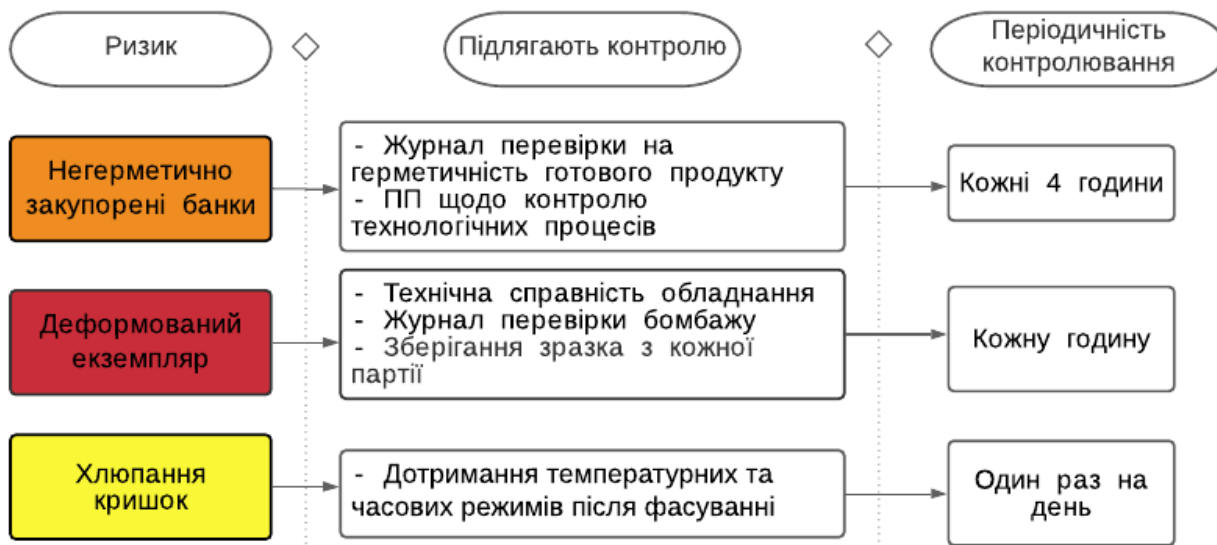 Ризик
Підлягають контролю
Періодичність
контролювання
Негерметично
закупорені банки
- Журнал перевірки на
герметичність готового продукту
- ПП щодо контролю
технологічних процесів
Кожні 4 години
Деформований
екземпляр
- Технічна справність обладнання
- Журнал перевірки бомбажу
- Зберігання зразка з кожної
партії
Кожну годину
Хлюпання
кришок
- Дотримання температурних та
часових режимів після фасуванні
Один раз на
день